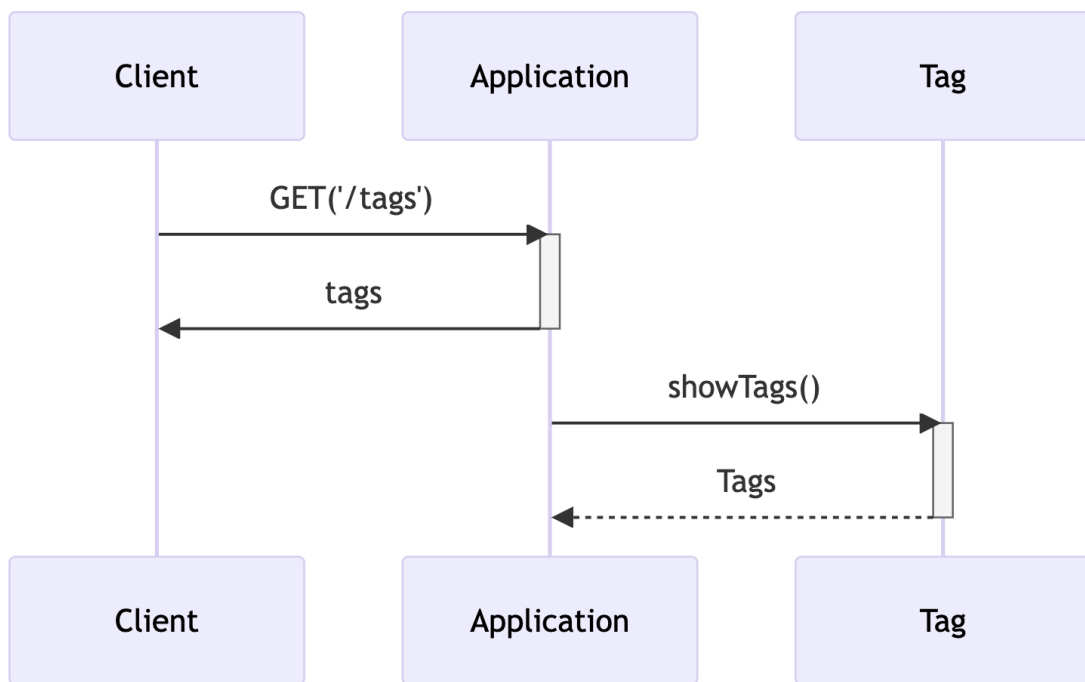 Client
Application
Tag
GET('/tags')
tags
showTags()
Tags
Client
Application
Tag